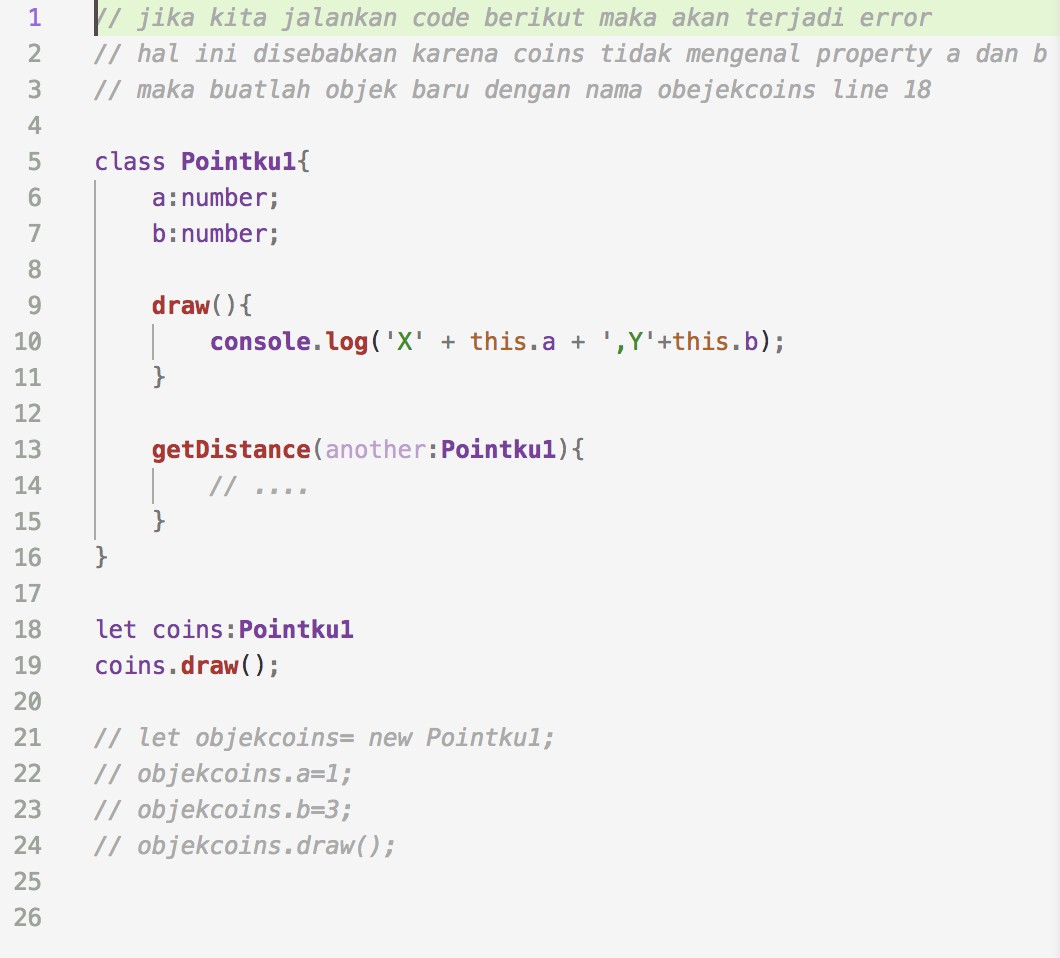 1 // jika kita jalankan code berikut maka akan terjadi error
2 // hal ini disebabkan karena coins tidak mengenal property a dan b
3 // maka buatlah objek baru dengan nama obejekcoins line 18
4
5 class Pointku1{
6     a:number;
7     b:number;
8
9     draw(){
10         console.log('X' + this.a + ',Y'+this.b);
11     }
12
13     getDistance(another:Pointku1){
14         // ....
15     }
16 }
17
18 let coins:Pointku1
19 coins.draw();
20
21 // let objekcoins= new Pointku1;
22 // objekcoins.a=1;
23 // objekcoins.b=3;
24 // objekcoins.draw();
25
26